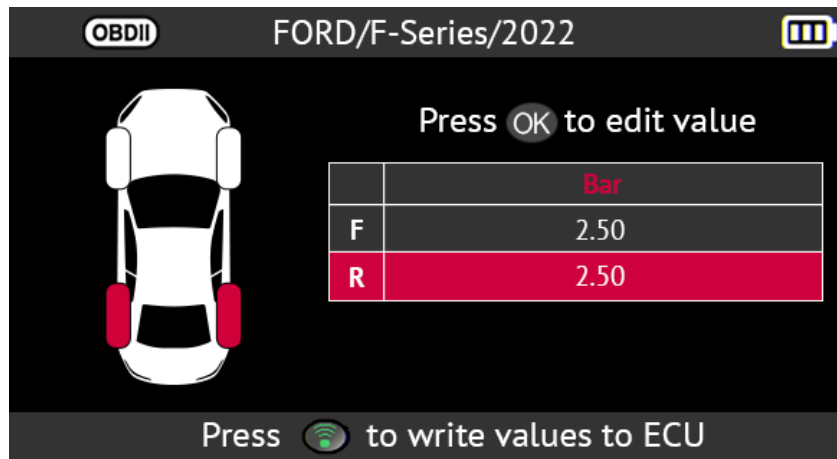 OBDII FORD/F-Series/2022
Press OK to edit value
Bar
F 2.50
R 2.50
Press to write values to ECU